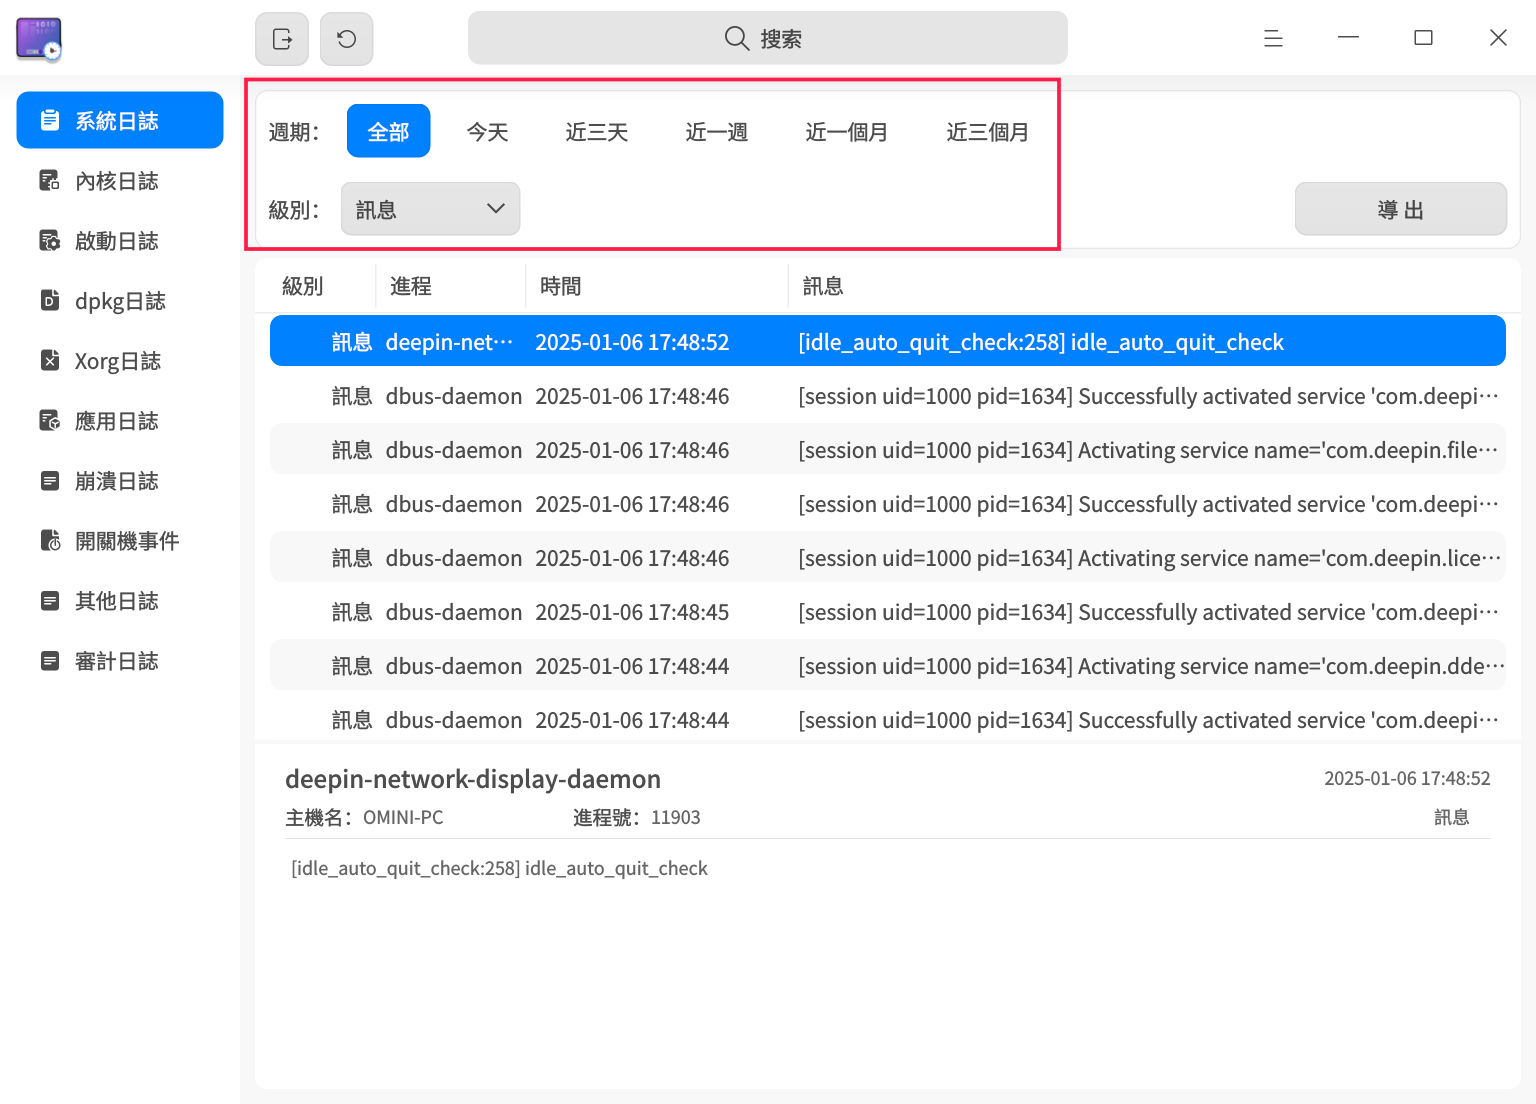 搜索
系統日誌
內核日誌
啟動日誌
dpkg日誌
Xorg日誌
應用日誌
崩潰日誌
開關機事件
其他日誌
審計日誌
週期： 全部 今天 近三天 近一週 近一個月 近三個月
級別： 訊息 導出
級別 進程 時間 訊息
訊息 deepin-net··· 2025-01-06 17:48:52 [idle_auto_quit_check:258] idle_auto_quit_check
訊息 dbus-daemon 2025-01-06 17:48:46 [session uid=1000 pid=1634] Successfully activated service 'com.deepi···
訊息 dbus-daemon 2025-01-06 17:48:46 [session uid=1000 pid=1634] Activating service name='com.deepin.file···
訊息 dbus-daemon 2025-01-06 17:48:46 [session uid=1000 pid=1634] Successfully activated service 'com.deepi···
訊息 dbus-daemon 2025-01-06 17:48:46 [session uid=1000 pid=1634] Activating service name='com.deepin.lice···
訊息 dbus-daemon 2025-01-06 17:48:45 [session uid=1000 pid=1634] Successfully activated service 'com.deepi···
訊息 dbus-daemon 2025-01-06 17:48:44 [session uid=1000 pid=1634] Activating service name='com.deepin.dde···
訊息 dbus-daemon 2025-01-06 17:48:44 [session uid=1000 pid=1634] Successfully activated service 'com.deepi···
deepin-network-display-daemon 2025-01-06 17:48:52
主機名： OMINI-PC 進程號： 11903 訊息
[idle_auto_quit_check:258] idle_auto_quit_check